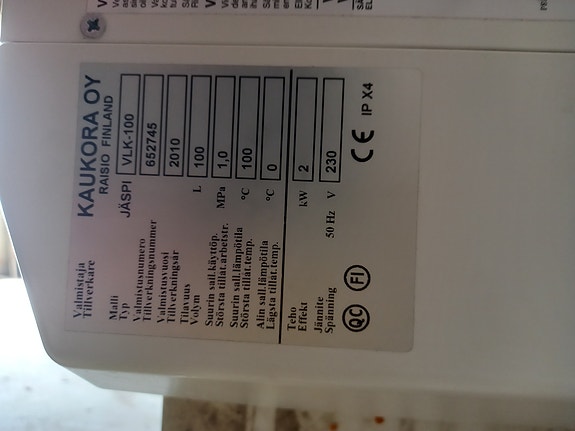 Valmistaja
Tillverkare
KAUKORA OY
RAISIO FINLAND
Malli
Typ
JÄSPI VLK-100
Valmistusnumero
Tillverkningsnummer
652745
Valmistusvuosi
Tillverkningsår
2010
Tilavuus
Volym
L 100
Suurin sall.käyttöp.
Största tillåt.arbetstr.
MPa 1,0
Suurin sall.lämpötila
Största tillåt.temp.
°C 100
Alin sall.lämpötila
Lägsta tillåt.temp.
°C 0
Teho
Effekt
kW 2
Jännite
Spänning
50 Hz V 230
QC FI
CE IP X4